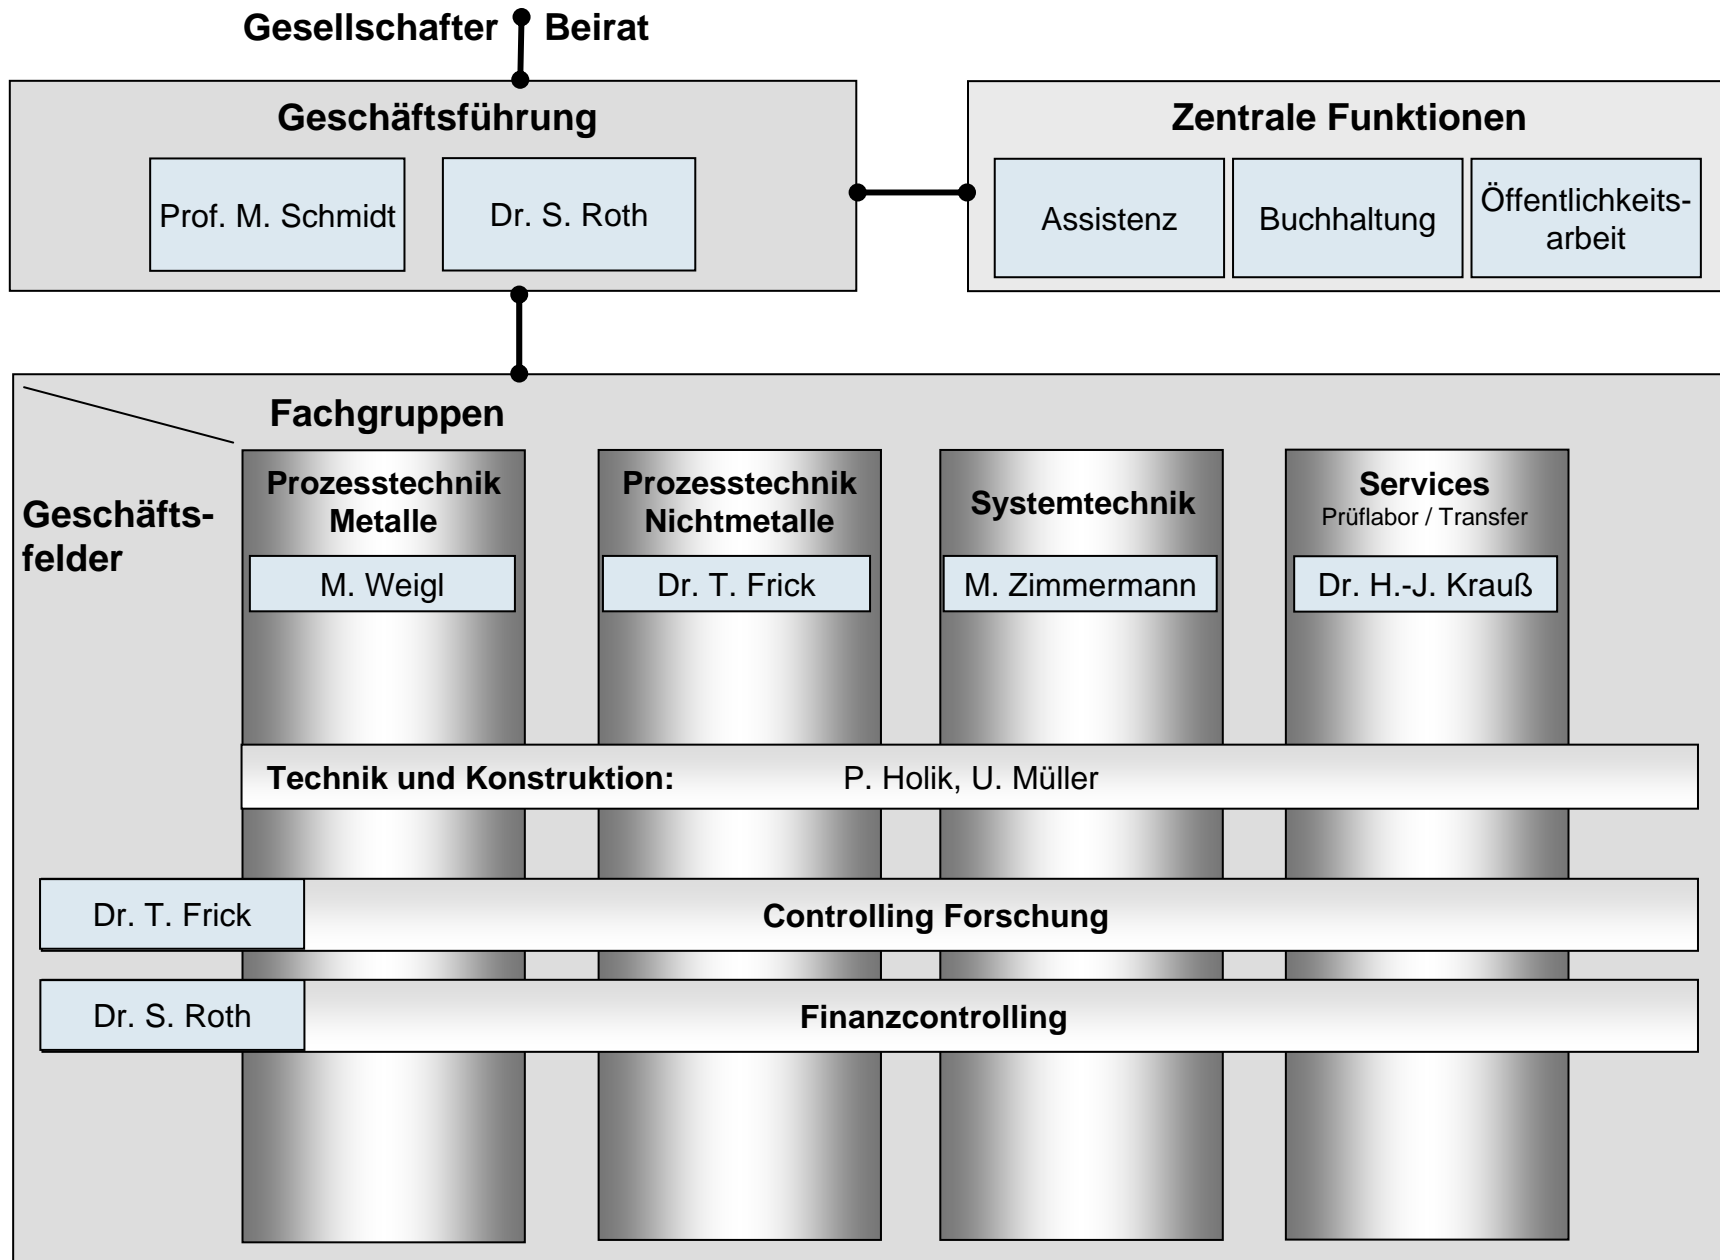 Gesellschafter Beirat
Geschäftsführung
Prof. M. Schmidt
Dr. S. Roth
Zentrale Funktionen
Assistenz
Buchhaltung
Öffentlichkeits-
arbeit
Fachgruppen
Geschäfts-
felder
Prozesstechnik
Metalle
M. Weigl
Prozesstechnik
Nichtmetalle
Dr. T. Frick
Systemtechnik
M. Zimmermann
Services
Prüflabor / Transfer
Dr. H.-J. Krauß
Technik und Konstruktion: P. Holik, U. Müller
Dr. T. Frick
Controlling Forschung
Dr. S. Roth
Finanzcontrolling